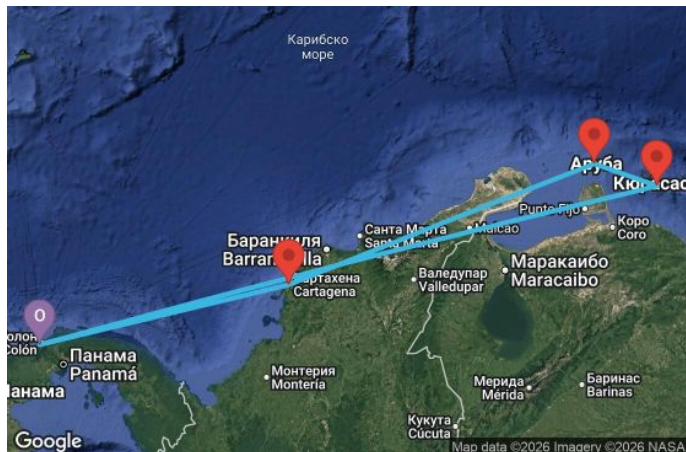 Карибско
море
Аруба
Кюрасао
Punto Fijo
Коро
Coro
Санта Марта
Santa Marta
Maicao
Баранкиля
Barranquilla
Маракаибо
Maracaibo
Валедупар
Valledupar
Картахена
Cartagena
O
Колон
Colón
Панама
Panamá
Панама
Монтерия
Montería
Мерида
Mérida
Баринас
Barinas
Кукута
Cúcuta
Google
Map data ©2026 Imagery ©2026 NASA